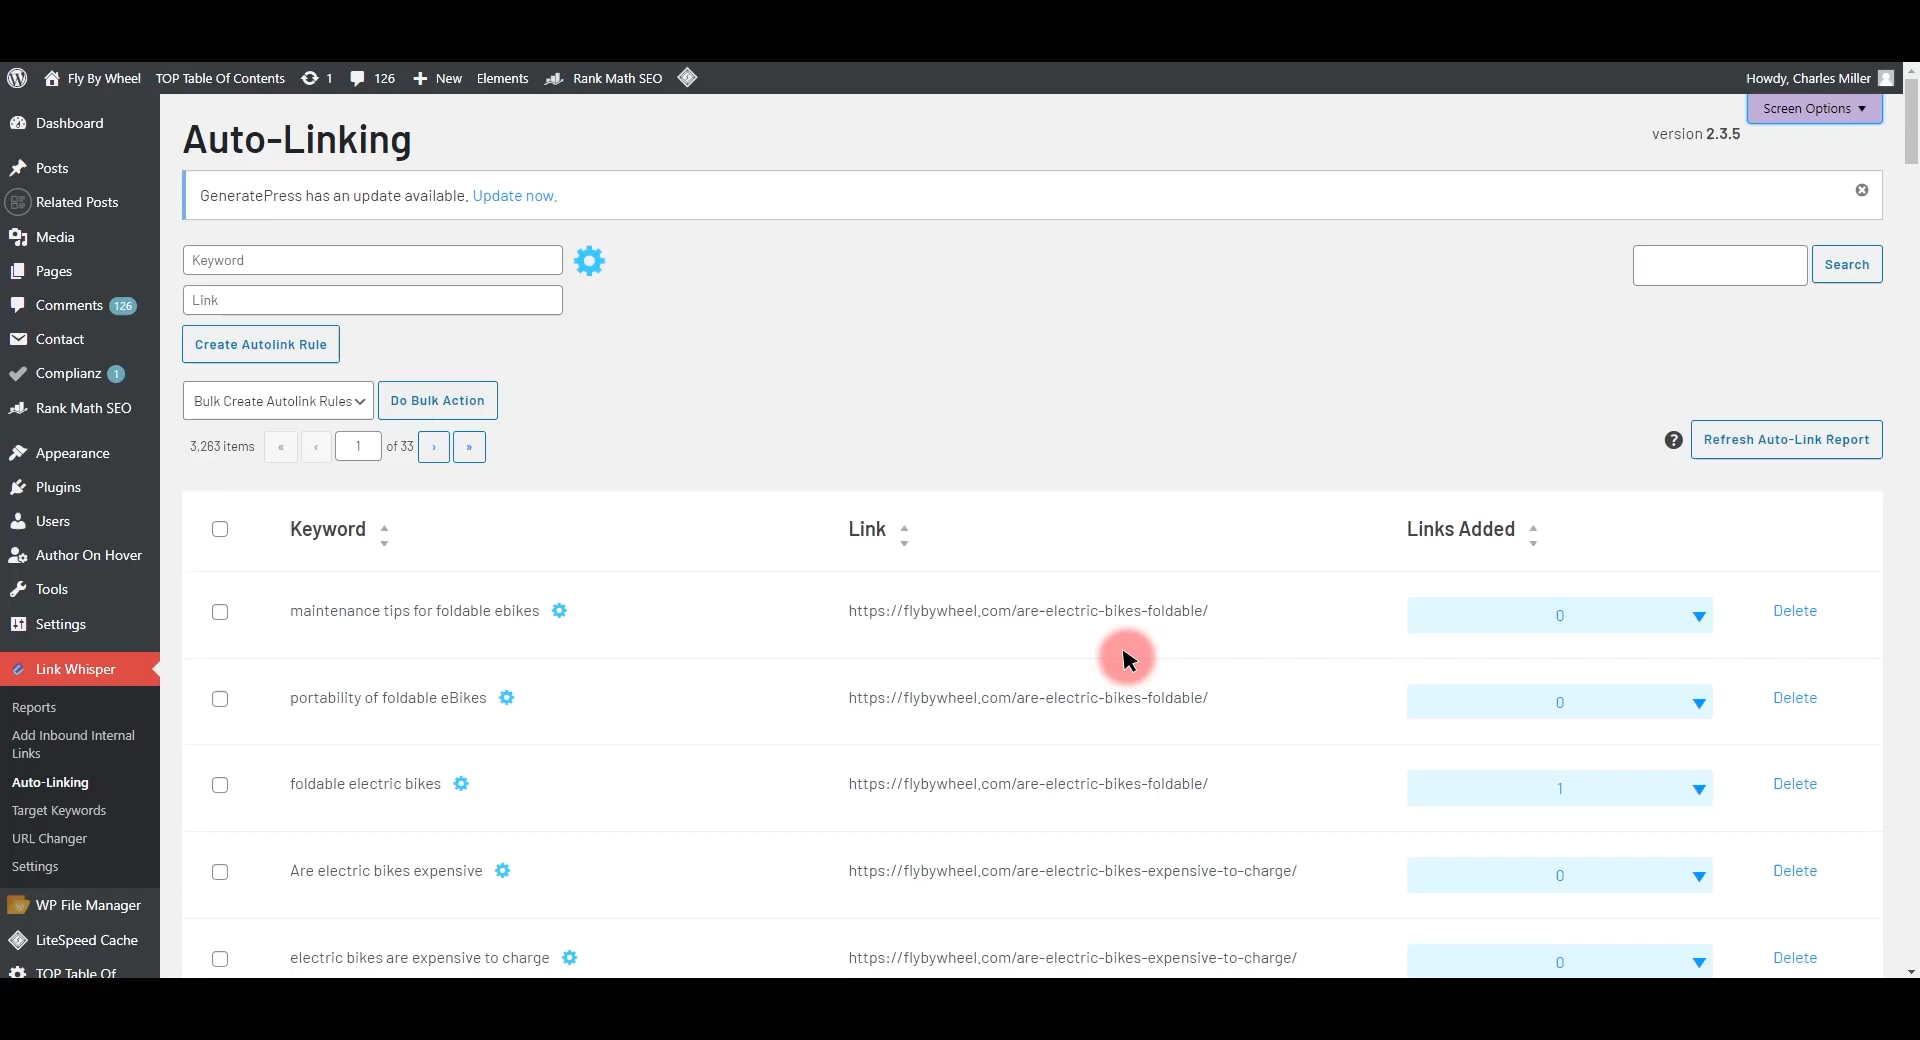 Fly By Wheel TOP Table Of Contents 1 126 New Elements Rank Math SEO Howdy, Charles Miller
Screen Options
version 2.3.5
Dashboard
Posts
Related Posts
Media
Pages
Comments 126
Contact
Complianz 1
Rank Math SEO
Appearance
Plugins
Users
Author On Hover
Tools
Settings
Link Whisper
Reports
Add Inbound Internal
Links
Auto-Linking
Target Keywords
URL Changer
Settings
WP File Manager
LiteSpeed Cache
TOP Table Of
Auto-Linking
GeneratePress has an update available. Update now.
Keyword
Link
Search
Create Autolink Rule
Bulk Create Autolink Rules Do Bulk Action
3,263 items « ‹ 1 of 33 › »
? Refresh Auto-Link Report
Keyword Link Links Added
maintenance tips for foldable ebikes https://flybywheel.com/are-electric-bikes-foldable/ 0 Delete
portability of foldable eBikes https://flybywheel.com/are-electric-bikes-foldable/ 0 Delete
foldable electric bikes https://flybywheel.com/are-electric-bikes-foldable/ 1 Delete
Are electric bikes expensive https://flybywheel.com/are-electric-bikes-expensive-to-charge/ 0 Delete
electric bikes are expensive to charge https://flybywheel.com/are-electric-bikes-expensive-to-charge/ 0 Delete